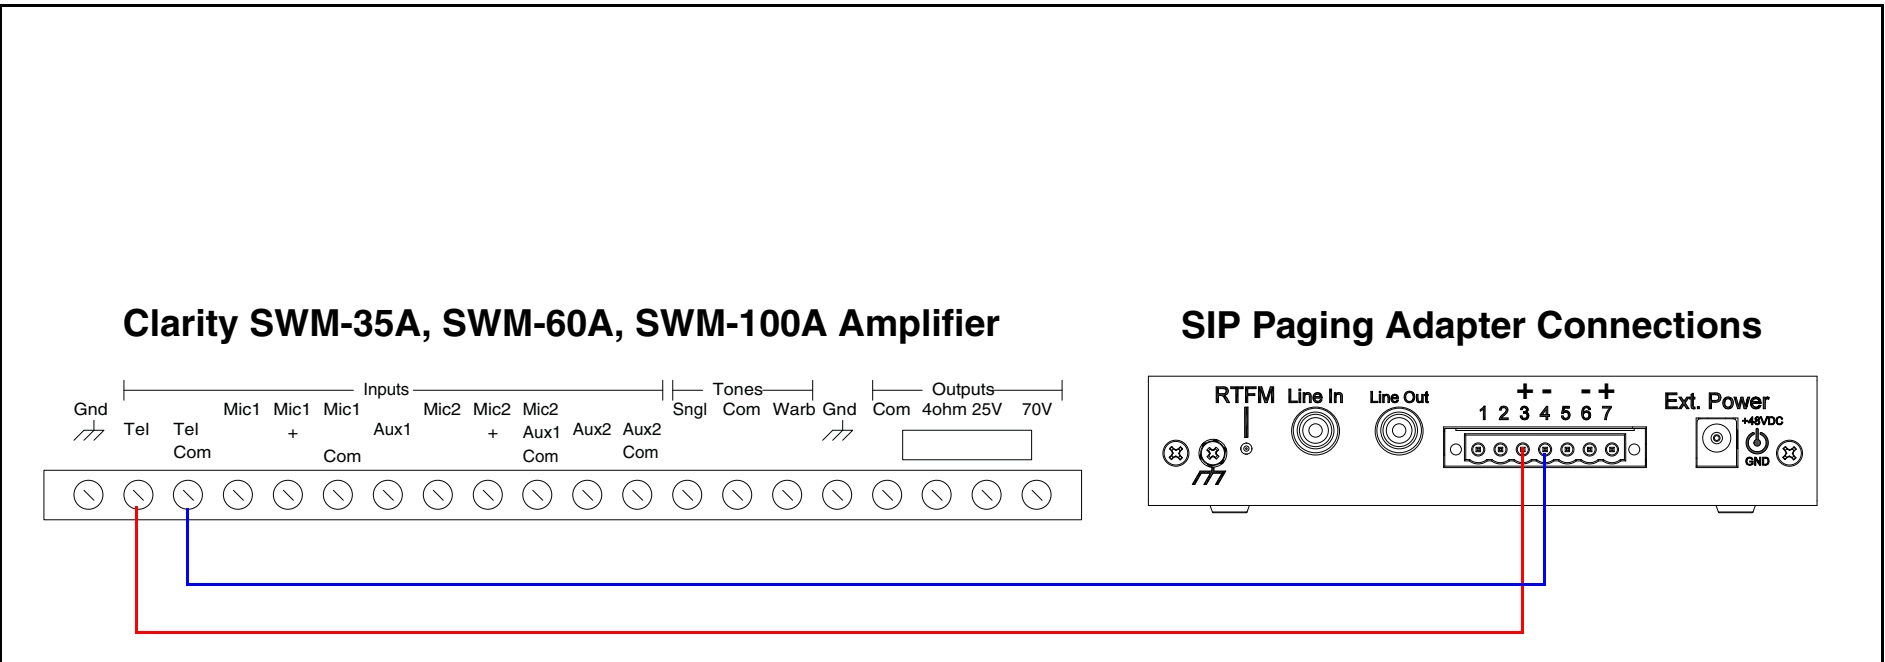 Clarity SWM-35A, SWM-60A, SWM-100A Amplifier
Inputs
Tones
Outputs
Gnd
Tel
Tel
Com
Mic1
Mic1
+
Mic1
Com
Aux1
Mic2
Mic2
+
Mic2
Aux1
Com
Aux2
Aux2
Com
Sngl
Com
Warb
Gnd
Com
4ohm
25V
70V
SIP Paging Adapter Connections
RTFM
Line In
Line Out
+ - - +
1 2 3 4 5 6 7
Ext. Power
+48VDC
GND